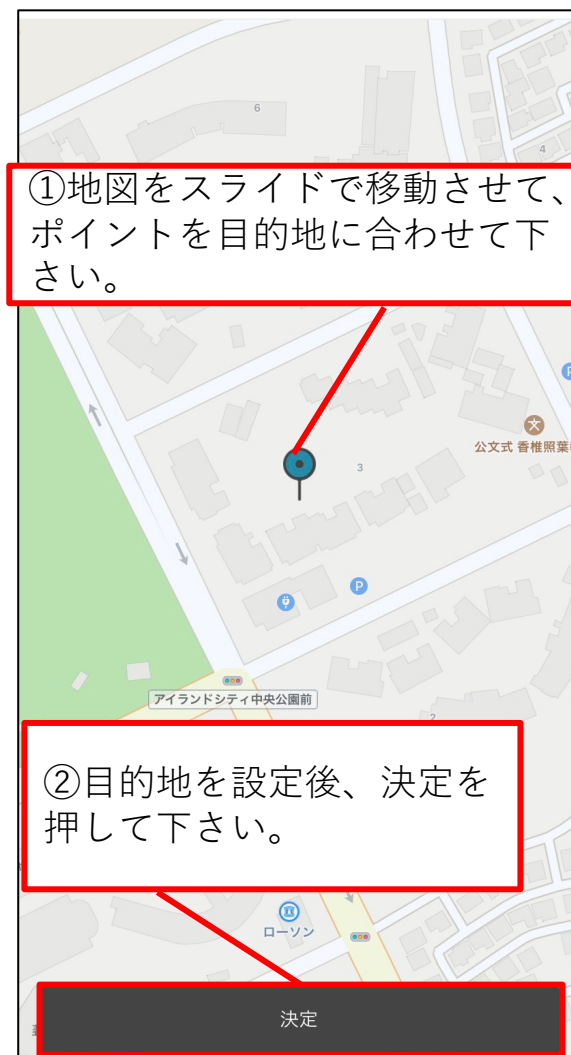 6
4
①地図をスライドで移動させて、
ポイントを目的地に合わせて下
さい。
P
公文式 香椎照葉
3
P
アイランドシティ中央公園前
2
②目的地を設定後、決定を
押して下さい。
ローソン
決定